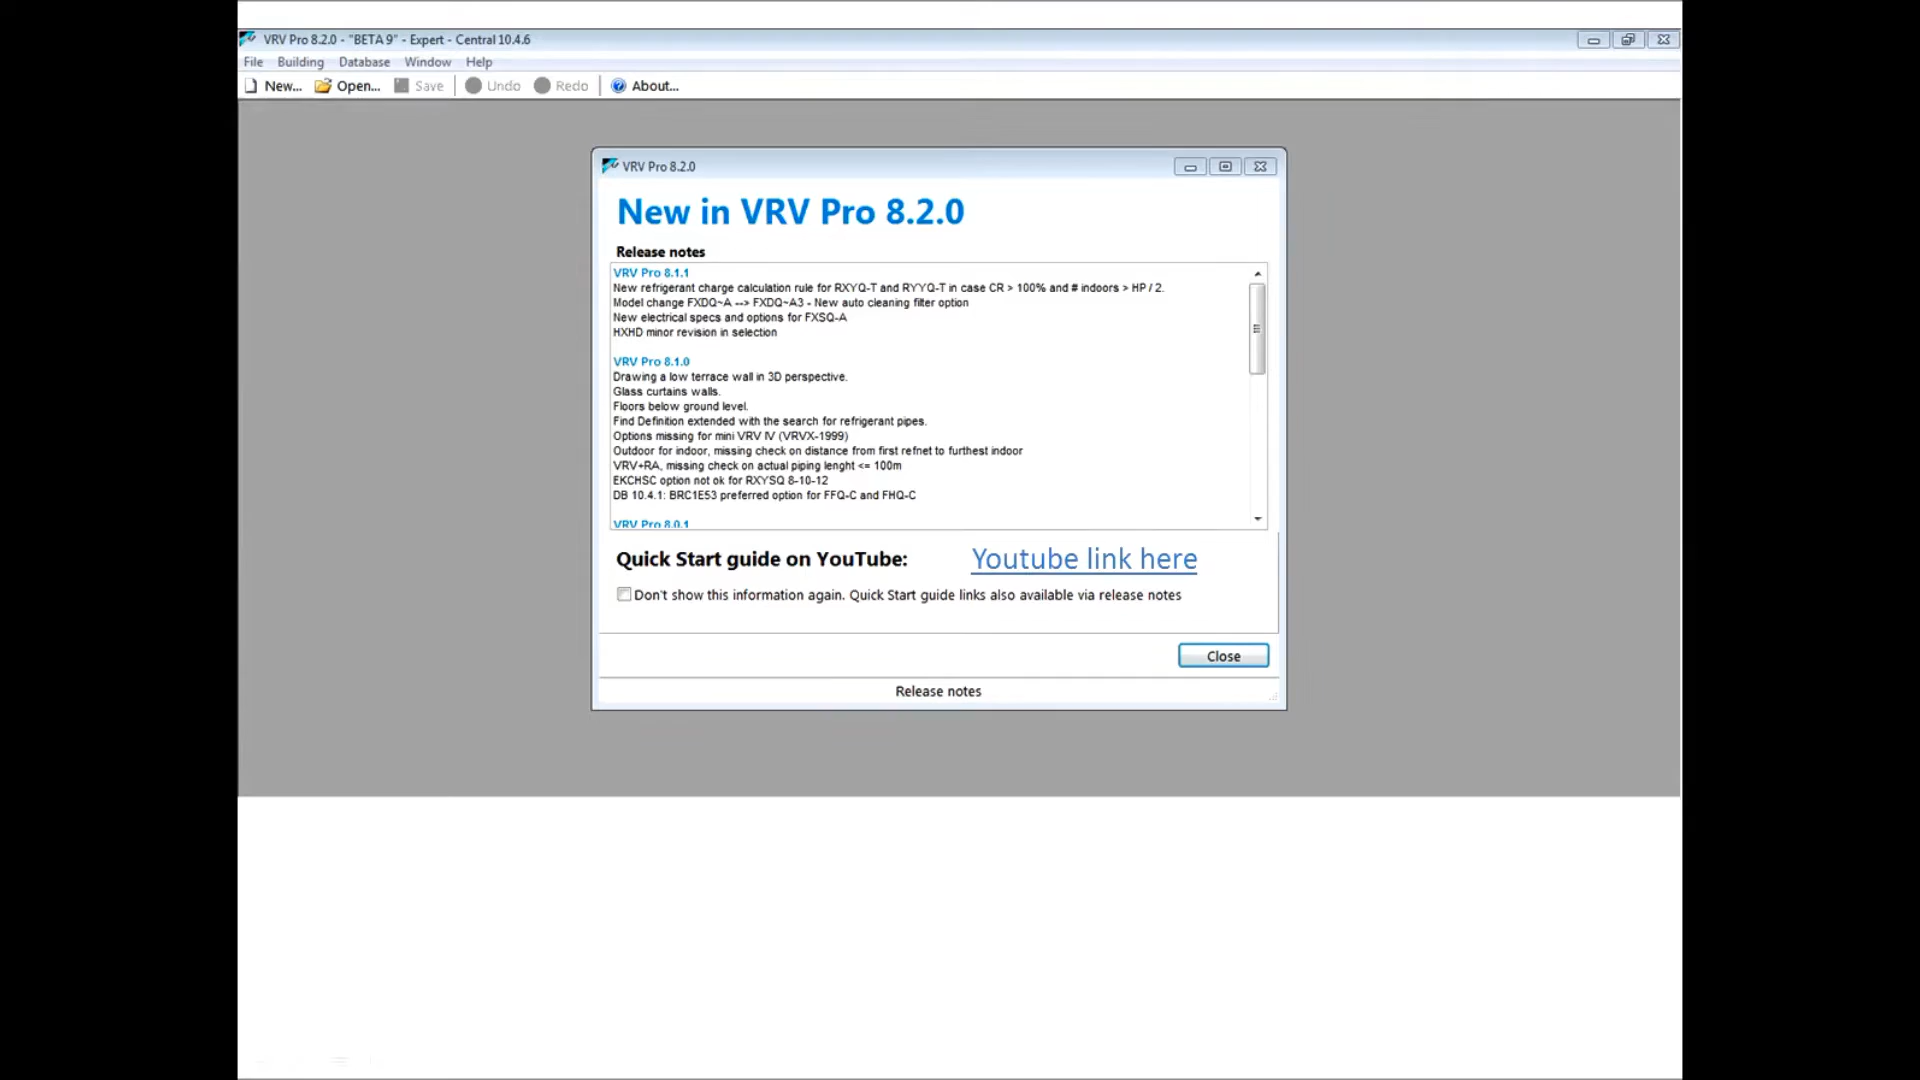 VRV Pro 8.2.0 - "BETA 9" - Expert - Central 10.4.6
File Building Database Window Help
New... Open... Save Undo Redo About...
VRV Pro 8.2.0
New in VRV Pro 8.2.0
Release notes
VRV Pro 8.1.1
New refrigerant charge calculation rule for RXYQ-T and RYYQ-T in case CR > 100% and # indoors > HP / 2.
Model change FXDQ~A --> FXDQ~A3 - New auto cleaning filter option
New electrical specs and options for FXSQ-A
HXHD minor revision in selection
VRV Pro 8.1.0
Drawing a low terrace wall in 3D perspective.
Glass curtains walls.
Floors below ground level.
Find Definition extended with the search for refrigerant pipes.
Options missing for mini VRV IV (VRVX-1999)
Outdoor for indoor, missing check on distance from first refnet to furthest indoor
VRV+RA, missing check on actual piping lenght <= 100m
EKCHSC option not ok for RXYSQ 8-10-12
DB 10.4.1: BRC1E53 preferred option for FFQ-C and FHQ-C
VRV Pro 8.0.1
Quick Start guide on YouTube: Youtube link here
Don't show this information again. Quick Start guide links also available via release notes
Close
Release notes